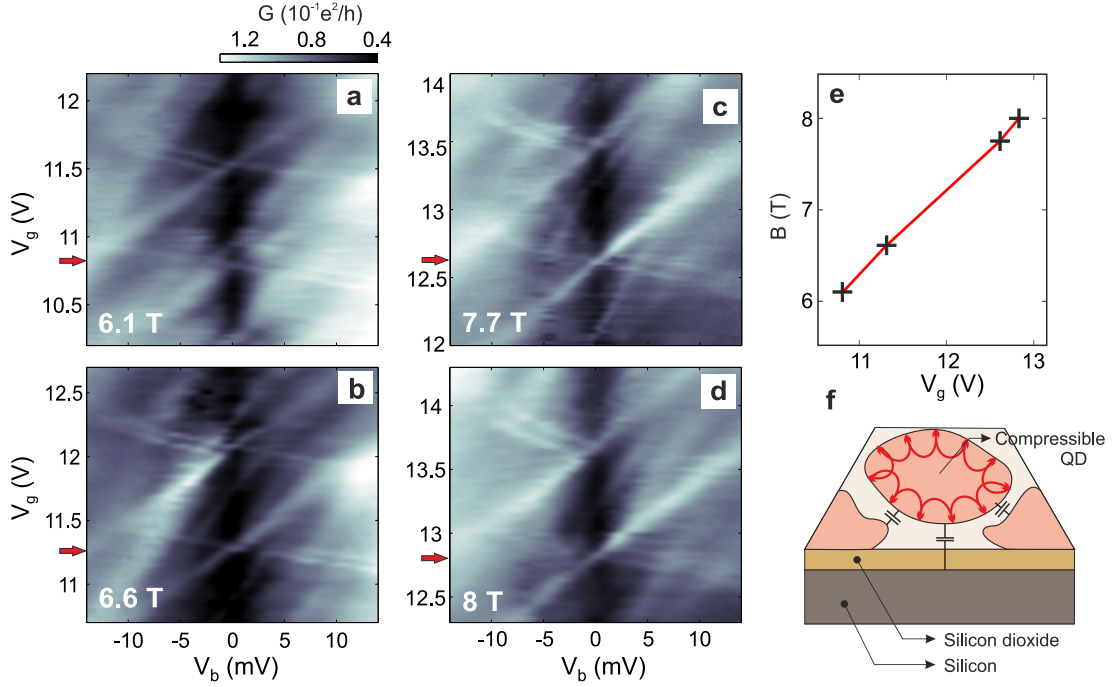 G (10⁻¹e²/h)
1.2 0.8 0.4
a
12
11.5
11
10.5
V_g (V)
6.1 T
c
14
13.5
13
12.5
12
7.7 T
e
8
7
6
B (T)
11 12 13
V_g (V)
b
12.5
12
11.5
11
V_g (V)
6.6 T
-10 -5 0 5 10
V_b (mV)
d
14
13.5
13
12.5
8 T
-10 -5 0 5 10
V_b (mV)
f
Compressible
QD
Silicon dioxide
Silicon